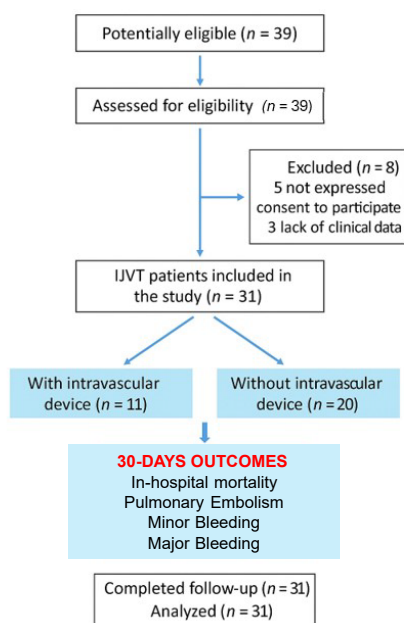 Potentially eligible (n = 39)
Assessed for eligibility (n = 39)
Excluded (n = 8)
5 not expressed
consent to participate
3 lack of clinical data
IJVT patients included in
the study (n = 31)
With intravascular
device (n = 11)
Without intravascular
device (n = 20)
30-DAYS OUTCOMES
In-hospital mortality
Pulmonary Embolism
Minor Bleeding
Major Bleeding
Completed follow-up (n = 31)
Analyzed (n = 31)